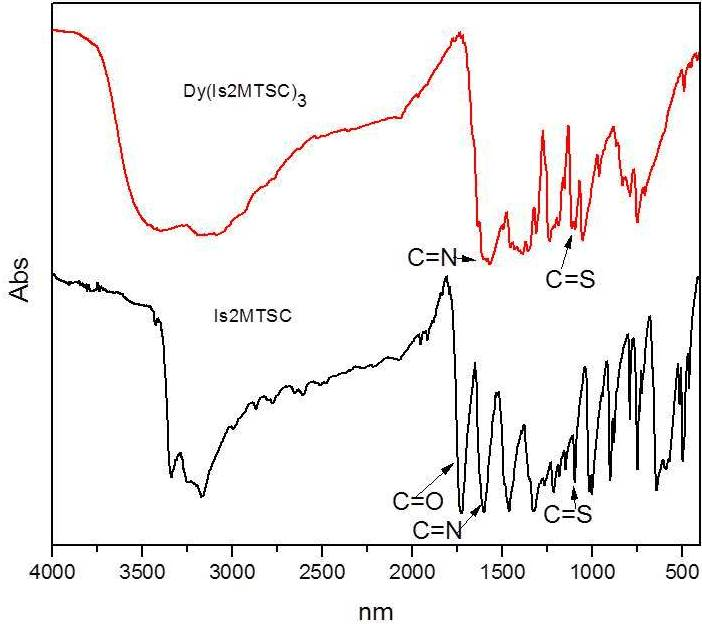 Dy(Is2MTSC)3
C=N
C=S
Abs
Is2MTSC
C=O
C=N
C=S
4000 3500 3000 2500 2000 1500 1000 500
nm